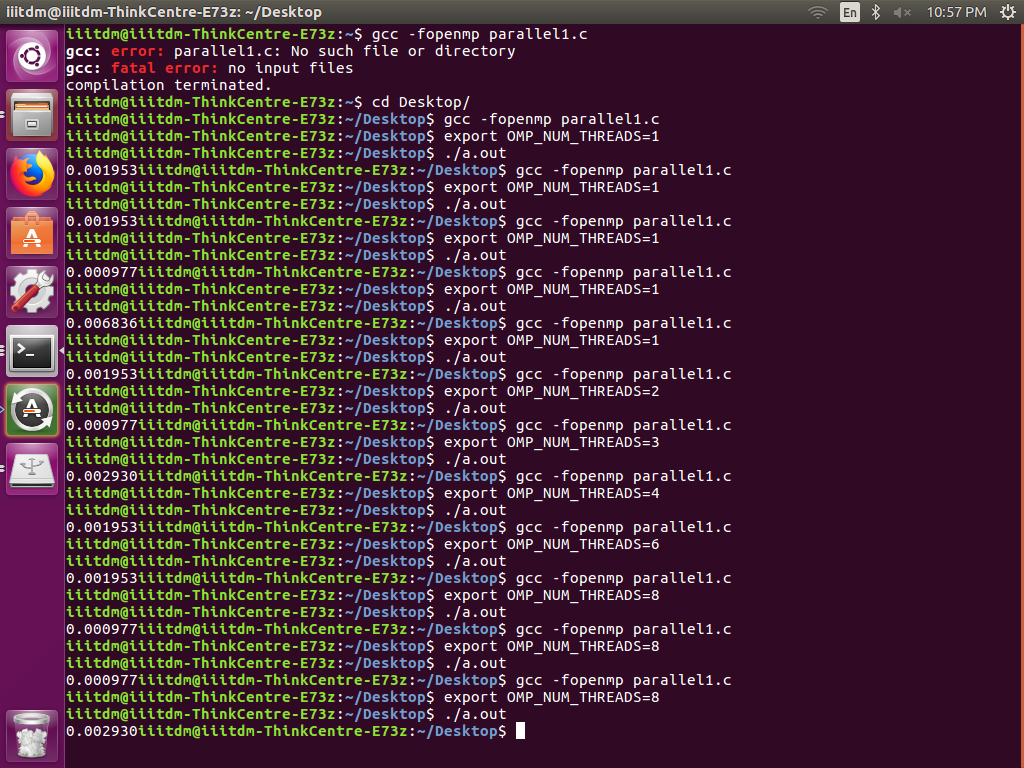 iiitdm@iiitdm-ThinkCentre-E73z: ~/Desktop En 10:57 PM
iiitdm@iiitdm-ThinkCentre-E73z:~$ gcc -fopenmp parallel1.c
gcc: error: parallel1.c: No such file or directory
gcc: fatal error: no input files
compilation terminated.
iiitdm@iiitdm-ThinkCentre-E73z:~$ cd Desktop/
iiitdm@iiitdm-ThinkCentre-E73z:~/Desktop$ gcc -fopenmp parallel1.c
iiitdm@iiitdm-ThinkCentre-E73z:~/Desktop$ export OMP_NUM_THREADS=1
iiitdm@iiitdm-ThinkCentre-E73z:~/Desktop$ ./a.out
0.001953iiitdm@iiitdm-ThinkCentre-E73z:~/Desktop$ gcc -fopenmp parallel1.c
iiitdm@iiitdm-ThinkCentre-E73z:~/Desktop$ export OMP_NUM_THREADS=1
iiitdm@iiitdm-ThinkCentre-E73z:~/Desktop$ ./a.out
0.001953iiitdm@iiitdm-ThinkCentre-E73z:~/Desktop$ gcc -fopenmp parallel1.c
iiitdm@iiitdm-ThinkCentre-E73z:~/Desktop$ export OMP_NUM_THREADS=1
iiitdm@iiitdm-ThinkCentre-E73z:~/Desktop$ ./a.out
0.000977iiitdm@iiitdm-ThinkCentre-E73z:~/Desktop$ gcc -fopenmp parallel1.c
iiitdm@iiitdm-ThinkCentre-E73z:~/Desktop$ export OMP_NUM_THREADS=1
iiitdm@iiitdm-ThinkCentre-E73z:~/Desktop$ ./a.out
0.006836iiitdm@iiitdm-ThinkCentre-E73z:~/Desktop$ gcc -fopenmp parallel1.c
iiitdm@iiitdm-ThinkCentre-E73z:~/Desktop$ export OMP_NUM_THREADS=1
iiitdm@iiitdm-ThinkCentre-E73z:~/Desktop$ ./a.out
0.001953iiitdm@iiitdm-ThinkCentre-E73z:~/Desktop$ gcc -fopenmp parallel1.c
iiitdm@iiitdm-ThinkCentre-E73z:~/Desktop$ export OMP_NUM_THREADS=2
iiitdm@iiitdm-ThinkCentre-E73z:~/Desktop$ ./a.out
0.000977iiitdm@iiitdm-ThinkCentre-E73z:~/Desktop$ gcc -fopenmp parallel1.c
iiitdm@iiitdm-ThinkCentre-E73z:~/Desktop$ export OMP_NUM_THREADS=3
iiitdm@iiitdm-ThinkCentre-E73z:~/Desktop$ ./a.out
0.002930iiitdm@iiitdm-ThinkCentre-E73z:~/Desktop$ gcc -fopenmp parallel1.c
iiitdm@iiitdm-ThinkCentre-E73z:~/Desktop$ export OMP_NUM_THREADS=4
iiitdm@iiitdm-ThinkCentre-E73z:~/Desktop$ ./a.out
0.001953iiitdm@iiitdm-ThinkCentre-E73z:~/Desktop$ gcc -fopenmp parallel1.c
iiitdm@iiitdm-ThinkCentre-E73z:~/Desktop$ export OMP_NUM_THREADS=6
iiitdm@iiitdm-ThinkCentre-E73z:~/Desktop$ ./a.out
0.001953iiitdm@iiitdm-ThinkCentre-E73z:~/Desktop$ gcc -fopenmp parallel1.c
iiitdm@iiitdm-ThinkCentre-E73z:~/Desktop$ export OMP_NUM_THREADS=8
iiitdm@iiitdm-ThinkCentre-E73z:~/Desktop$ ./a.out
0.000977iiitdm@iiitdm-ThinkCentre-E73z:~/Desktop$ gcc -fopenmp parallel1.c
iiitdm@iiitdm-ThinkCentre-E73z:~/Desktop$ export OMP_NUM_THREADS=8
iiitdm@iiitdm-ThinkCentre-E73z:~/Desktop$ ./a.out
0.000977iiitdm@iiitdm-ThinkCentre-E73z:~/Desktop$ gcc -fopenmp parallel1.c
iiitdm@iiitdm-ThinkCentre-E73z:~/Desktop$ export OMP_NUM_THREADS=8
iiitdm@iiitdm-ThinkCentre-E73z:~/Desktop$ ./a.out
0.002930iiitdm@iiitdm-ThinkCentre-E73z:~/Desktop$